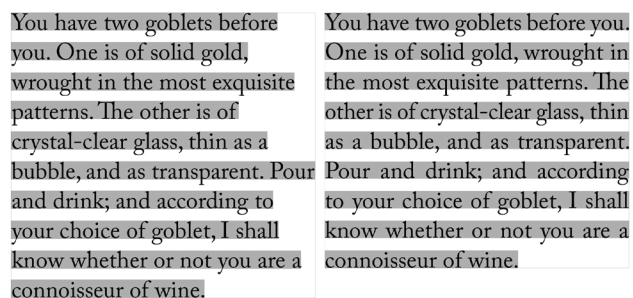 You have two goblets before
you. One is of solid gold,
wrought in the most exquisite
patterns. The other is of
crystal-clear glass, thin as a
bubble, and as transparent. Pour
and drink; and according to
your choice of goblet, I shall
know whether or not you are a
connoisseur of wine.
You have two goblets before you.
One is of solid gold, wrought in
the most exquisite patterns. The
other is of crystal-clear glass, thin
as a bubble, and as transparent.
Pour and drink; and according
to your choice of goblet, I shall
know whether or not you are a
connoisseur of wine.